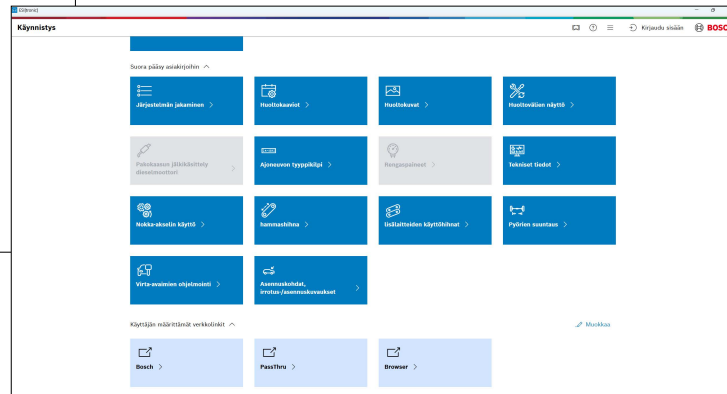 ES[tronic]
Käynnistys
Kirjaudu sisään
BOSCH
Suora pääsy asiakirjoihin
Järjestelmän jakaminen
Huoltokaaviot
Huoltokuvat
Huoltovälien näyttö
Pakokaasun jälkikäsittely
dieselmoottori
Ajoneuvon tyyppikilpi
Rengaspaineet
Tekniset tiedot
Nokka-akselin käyttö
hammashihna
lisälaitteiden käyttöhihnat
Pyörien suuntaus
Virta-avaimien ohjelmointi
Asennuskohdat,
irrotus-/asennuskuvaukset
Käyttäjän määrittämät verkkolinkit
Muokkaa
Bosch
PassThru
Browser